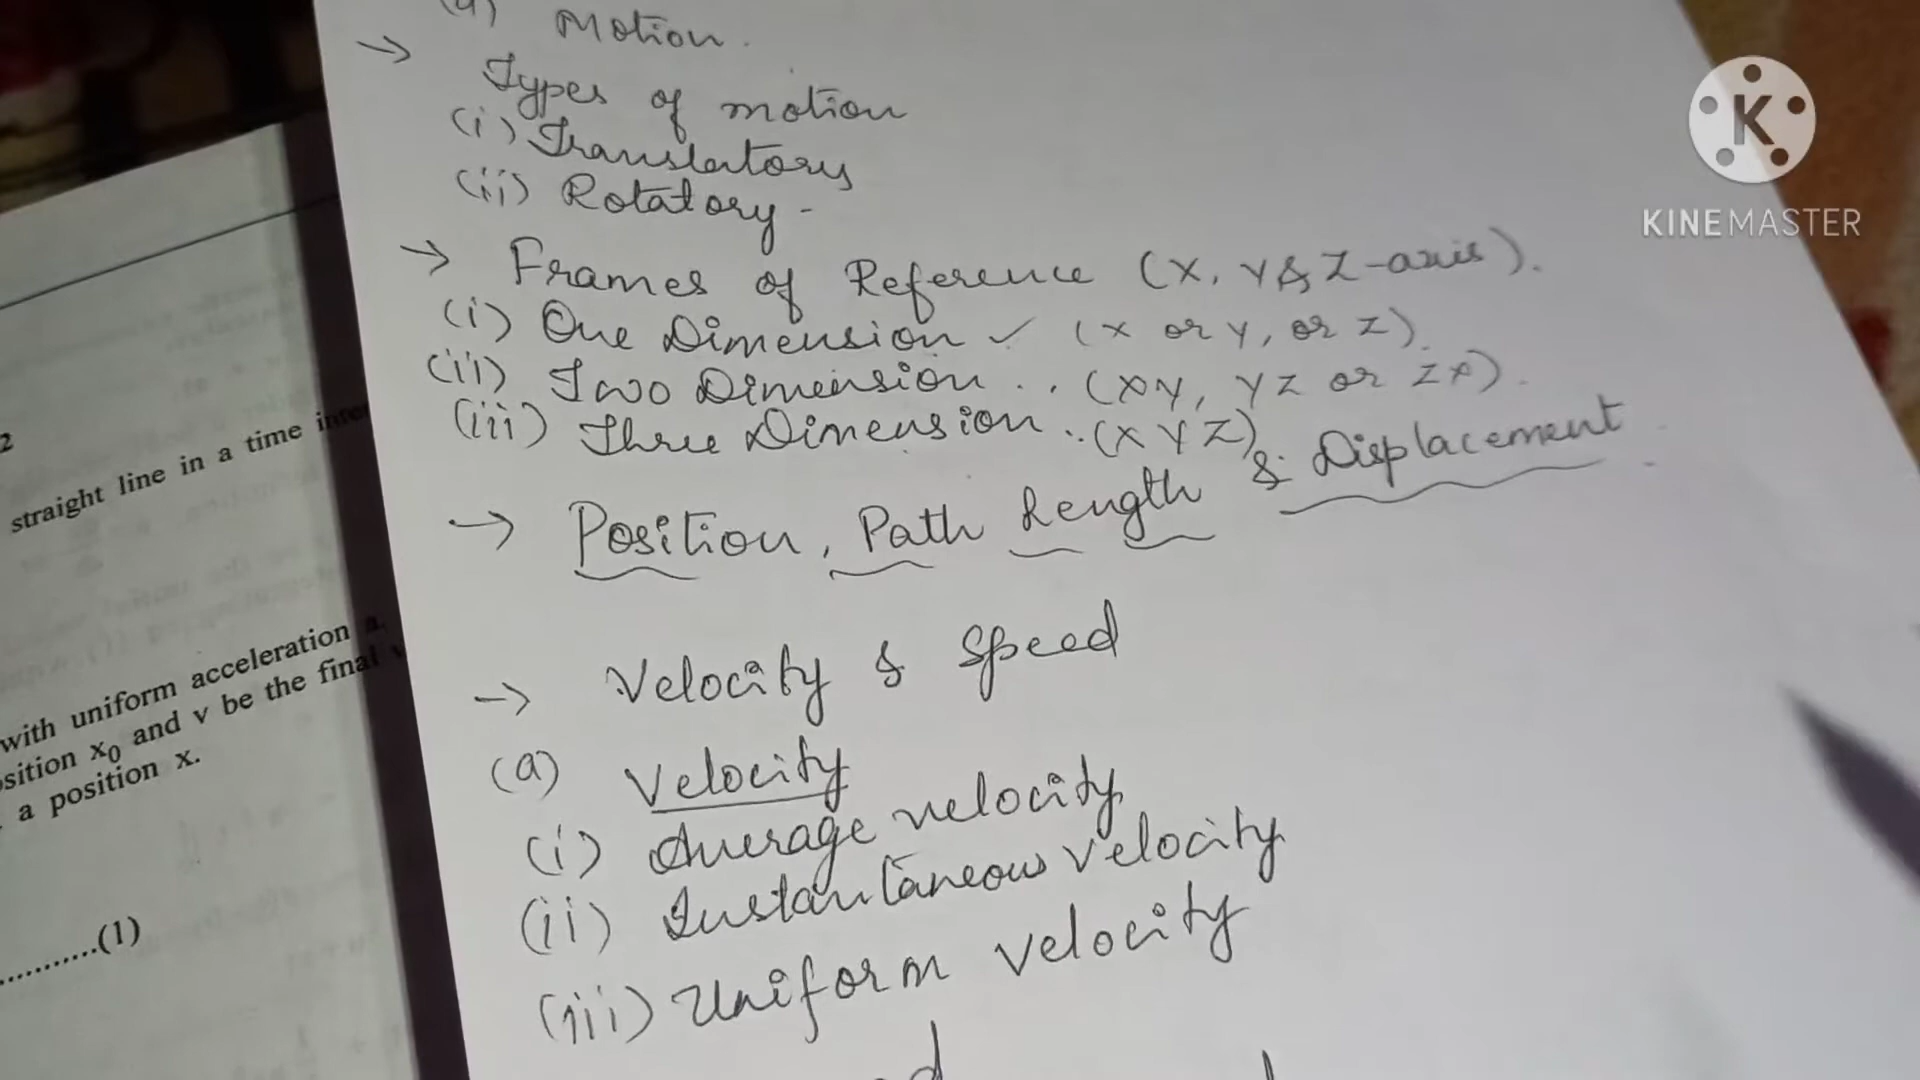 Motion.
→ Types of motion
(i) Translatory
(ii) Rotatory -
→ Frames of Reference (X, Y & Z-axis).
(i) One Dimension ✓ (X or Y, or Z).
(ii) Two Dimension .. (XY, YZ or ZX).
(iii) Three Dimension .. (XYZ)
→ Position, Path Length & Displacement
→ Velocity & Speed
(a) Velocity
(i) Average velocity
(ii) Instantaneous velocity
(iii) Uniform velocity
2
straight line in a time
with uniform acceleration a.
x₀ and v be the final
a position x.
...........(1)
K
KINEMASTER